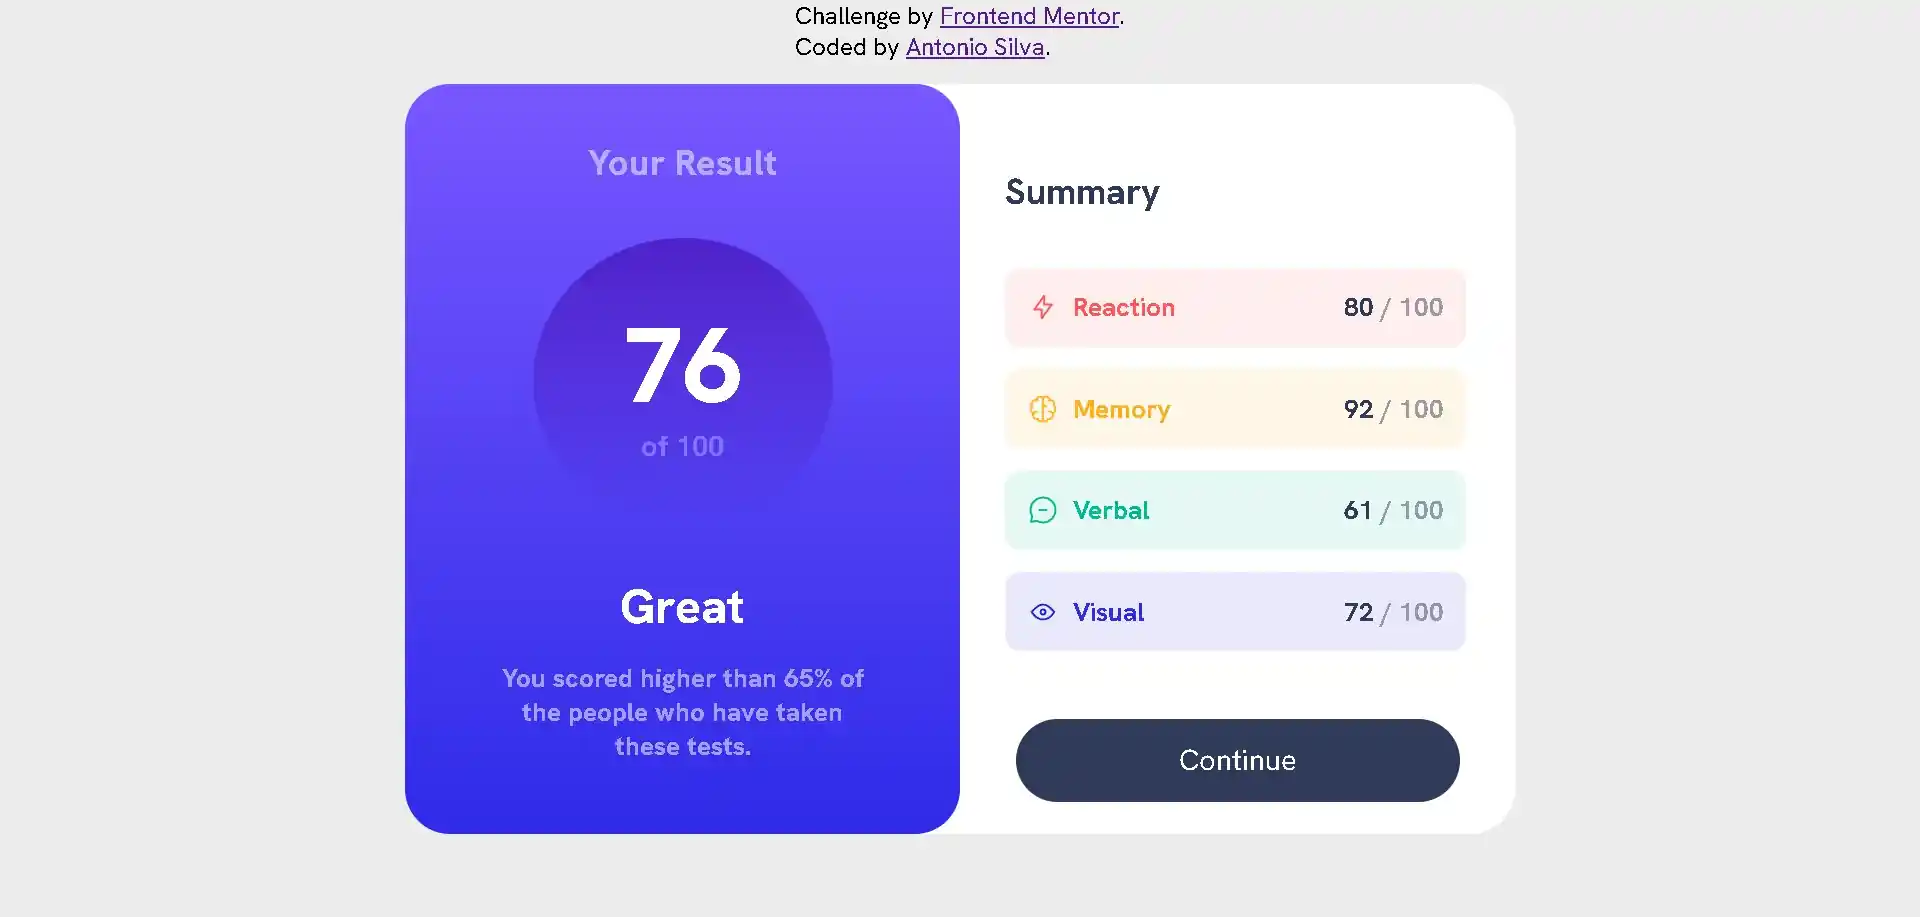 Challenge by Frontend Mentor.
Coded by Antonio Silva.
Your Result
76
of 100
Great
You scored higher than 65% of
the people who have taken
these tests.
Summary
Reaction 80 / 100
Memory 92 / 100
Verbal 61 / 100
Visual 72 / 100
Continue